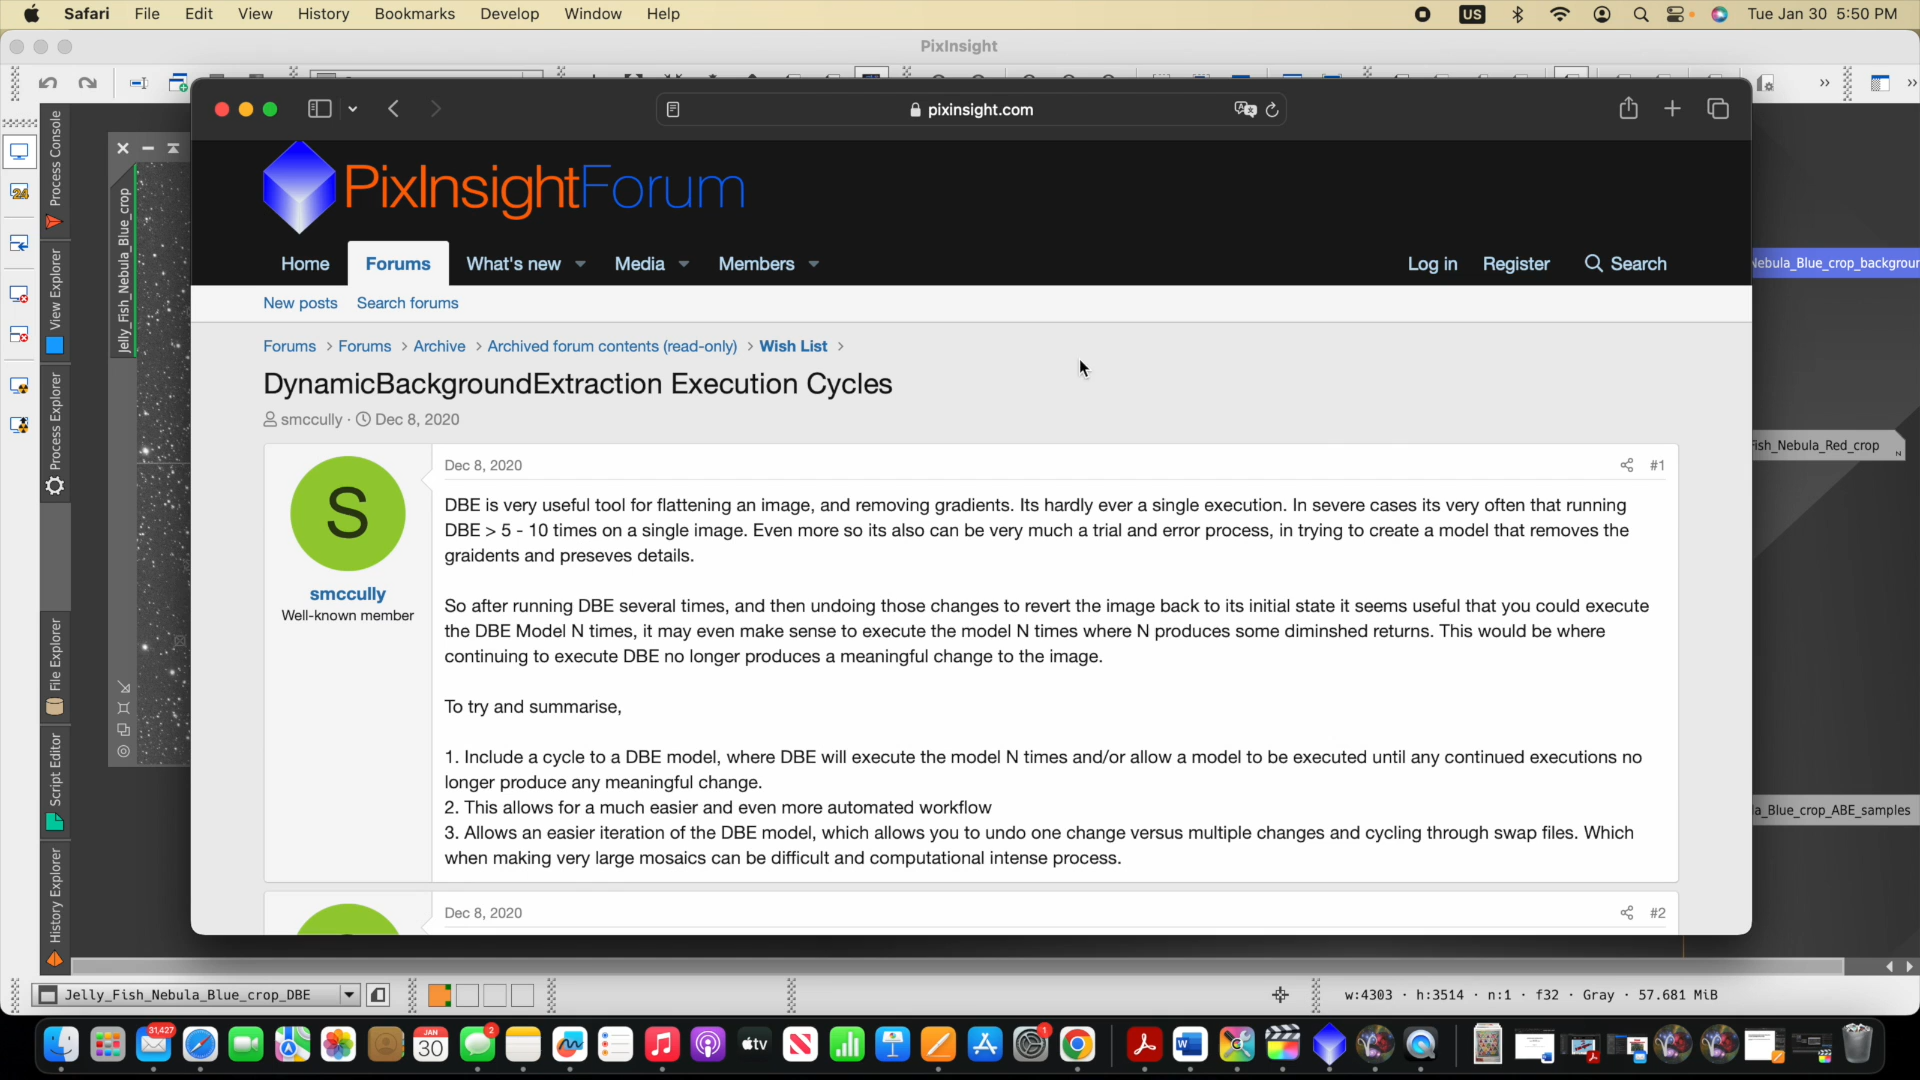 Safari File Edit View History Bookmarks Develop Window Help US Tue Jan 30 5:50 PM
PixInsight
pixinsight.com
PixInsightForum
Home Forums What's new Media Members Log in Register Search
New posts Search forums
Forums > Forums > Archive > Archived forum contents (read-only) > Wish List >
DynamicBackgroundExtraction Execution Cycles
smccully · Dec 8, 2020
S
smccully
Well-known member
Dec 8, 2020 #1
DBE is very useful tool for flattening an image, and removing gradients. Its hardly ever a single execution. In severe cases its very often that running
DBE > 5 - 10 times on a single image. Even more so its also can be very much a trial and error process, in trying to create a model that removes the
graidents and preseves details.
So after running DBE several times, and then undoing those changes to revert the image back to its initial state it seems useful that you could execute
the DBE Model N times, it may even make sense to execute the model N times where N produces some diminshed returns. This would be where
continuing to execute DBE no longer produces a meaningful change to the image.
To try and summarise,
1. Include a cycle to a DBE model, where DBE will execute the model N times and/or allow a model to be executed until any continued executions no
longer produce any meaningful change.
2. This allows for a much easier and even more automated workflow
3. Allows an easier iteration of the DBE model, which allows you to undo one change versus multiple changes and cycling through swap files. Which
when making very large mosaics can be difficult and computational intense process.
Dec 8, 2020 #2
Process Console
View Explorer
Process Explorer
File Explorer
Script Editor
History Explorer
Jelly_Fish_Nebula_Blue_crop
Nebula_Blue_crop_backgrour
ish_Nebula_Red_crop
a_Blue_crop_ABE_samples
Jelly_Fish_Nebula_Blue_crop_DBE
w:4303 · h:3514 · n:1 · f32 · Gray · 57.681 MiB
31,427
JAN
30
2
tv
1
W